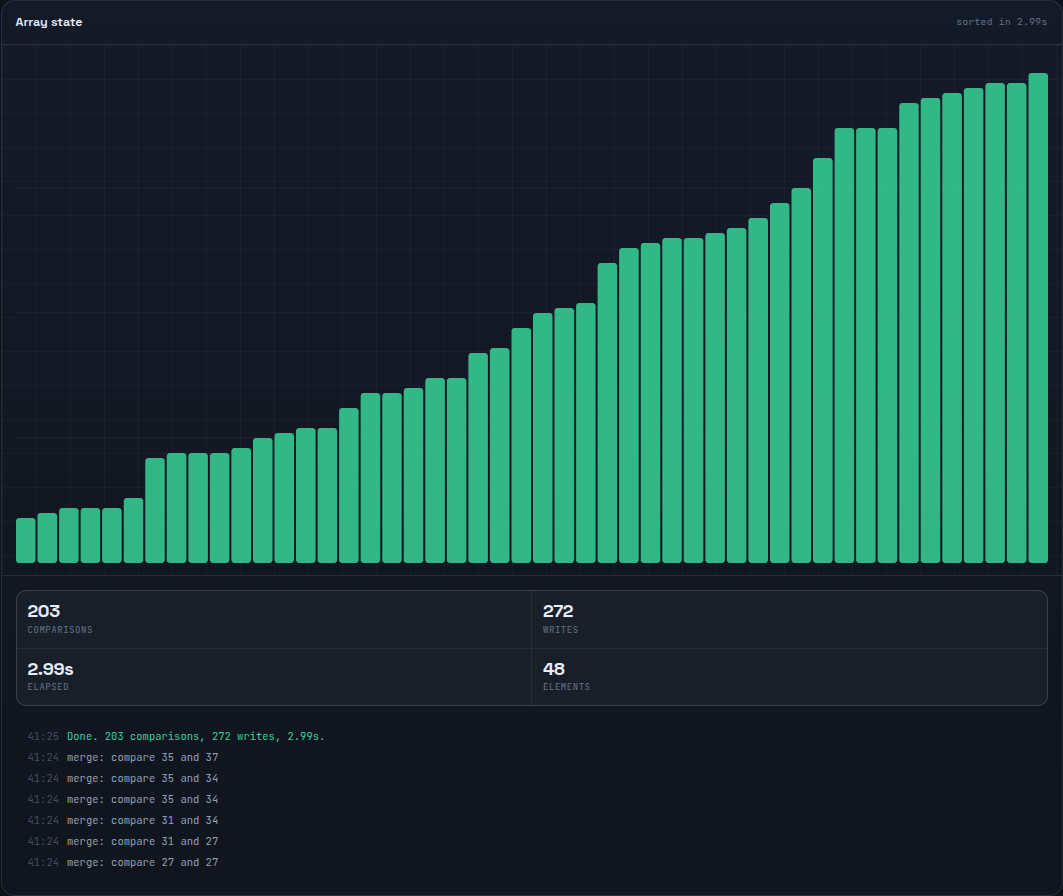 Array state
sorted in 2.99s
203
COMPARISONS
272
WRITES
2.99s
ELAPSED
48
ELEMENTS
41:25 Done. 203 comparisons, 272 writes, 2.99s.
41:24 merge: compare 35 and 37
41:24 merge: compare 35 and 34
41:24 merge: compare 35 and 34
41:24 merge: compare 31 and 34
41:24 merge: compare 31 and 27
41:24 merge: compare 27 and 27